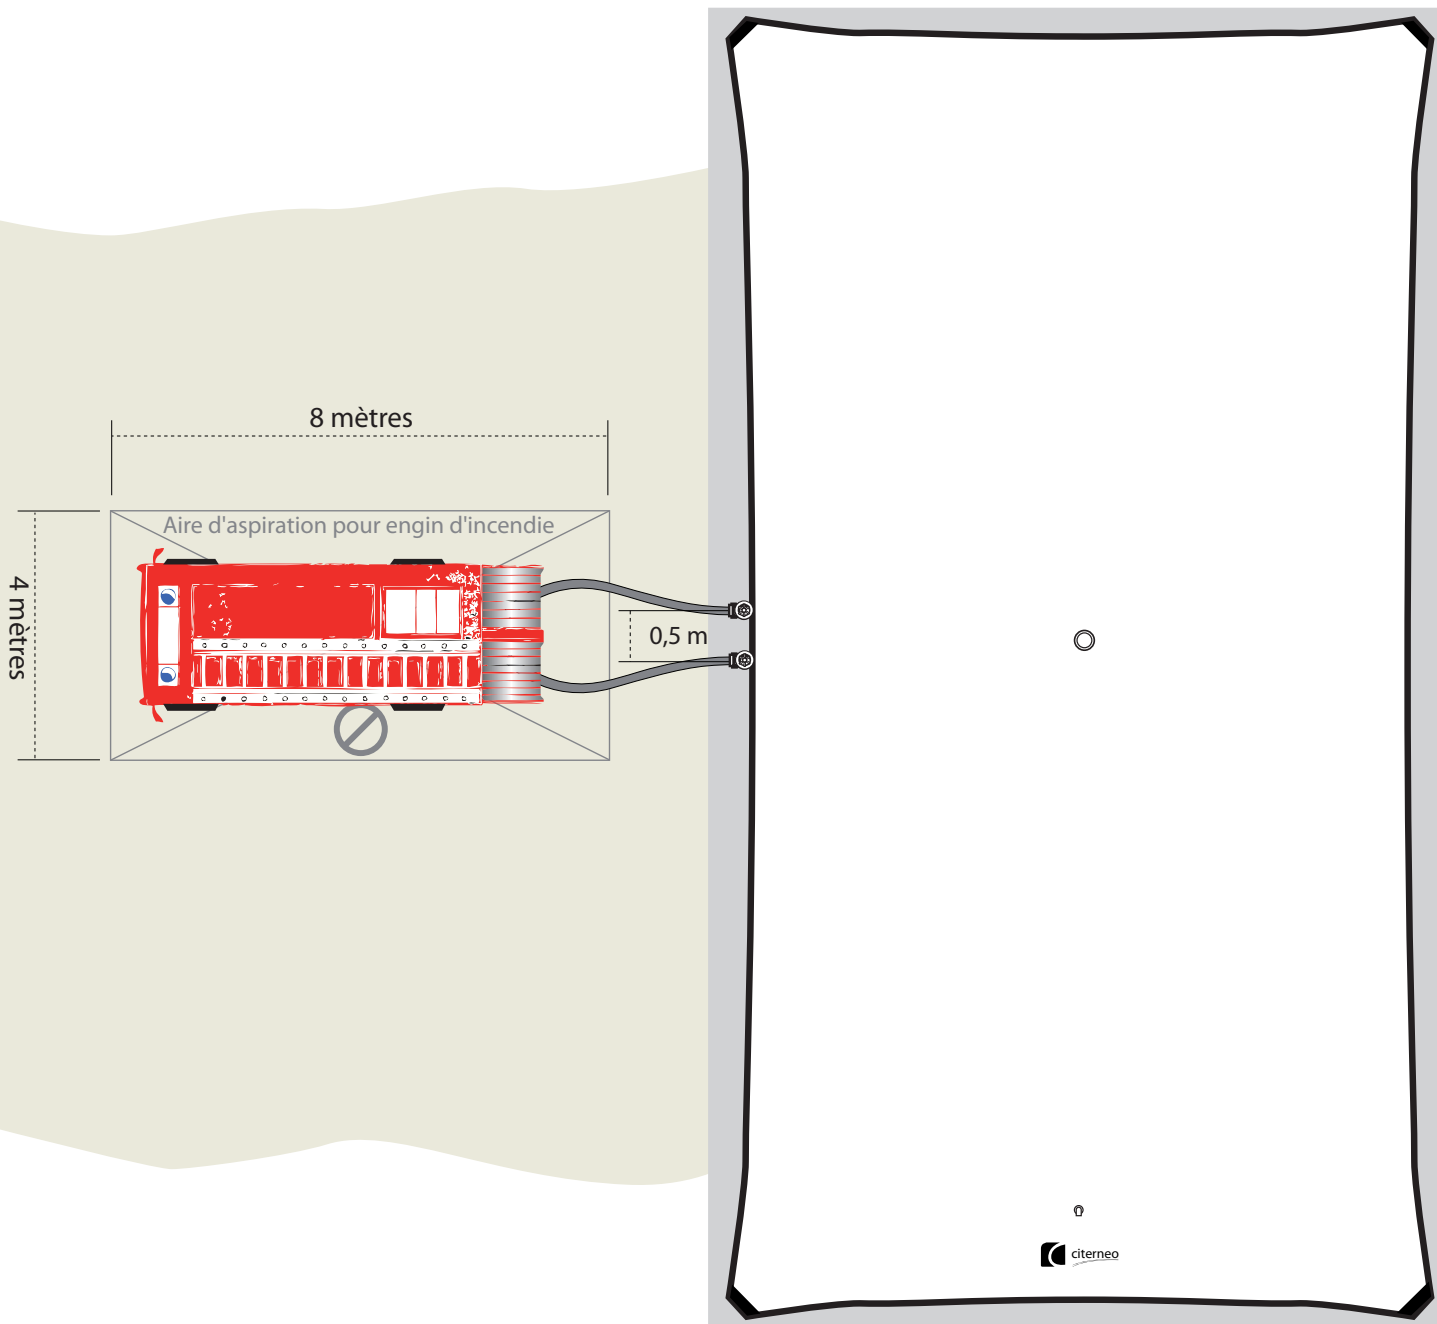 8 mètres
Aire d'aspiration pour engin d'incendie
4 mètres
0,5 m
citerneo